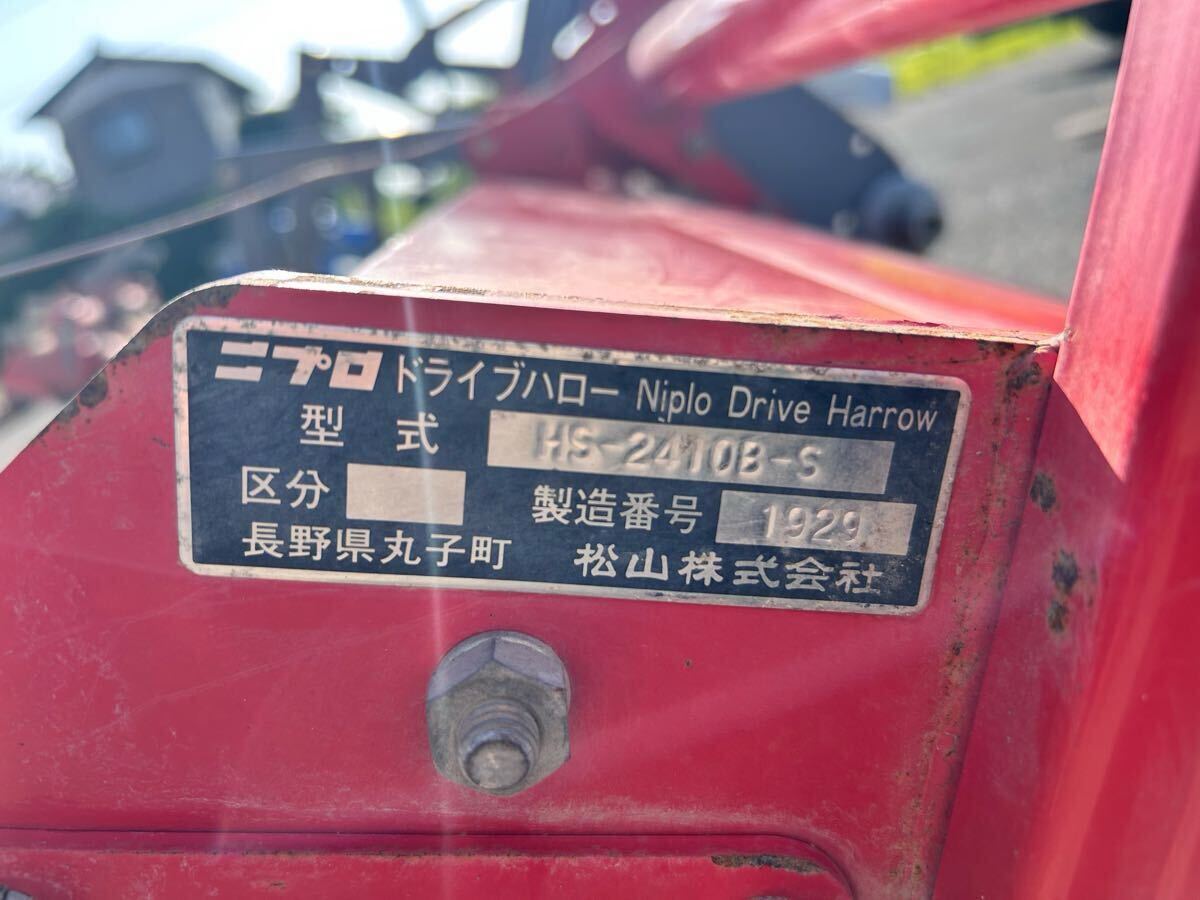 ニプロ ドライブハロー Niplo Drive Harrow
型式 HS-2410B-S
区分 製造番号 1929
長野県丸子町 松山株式会社